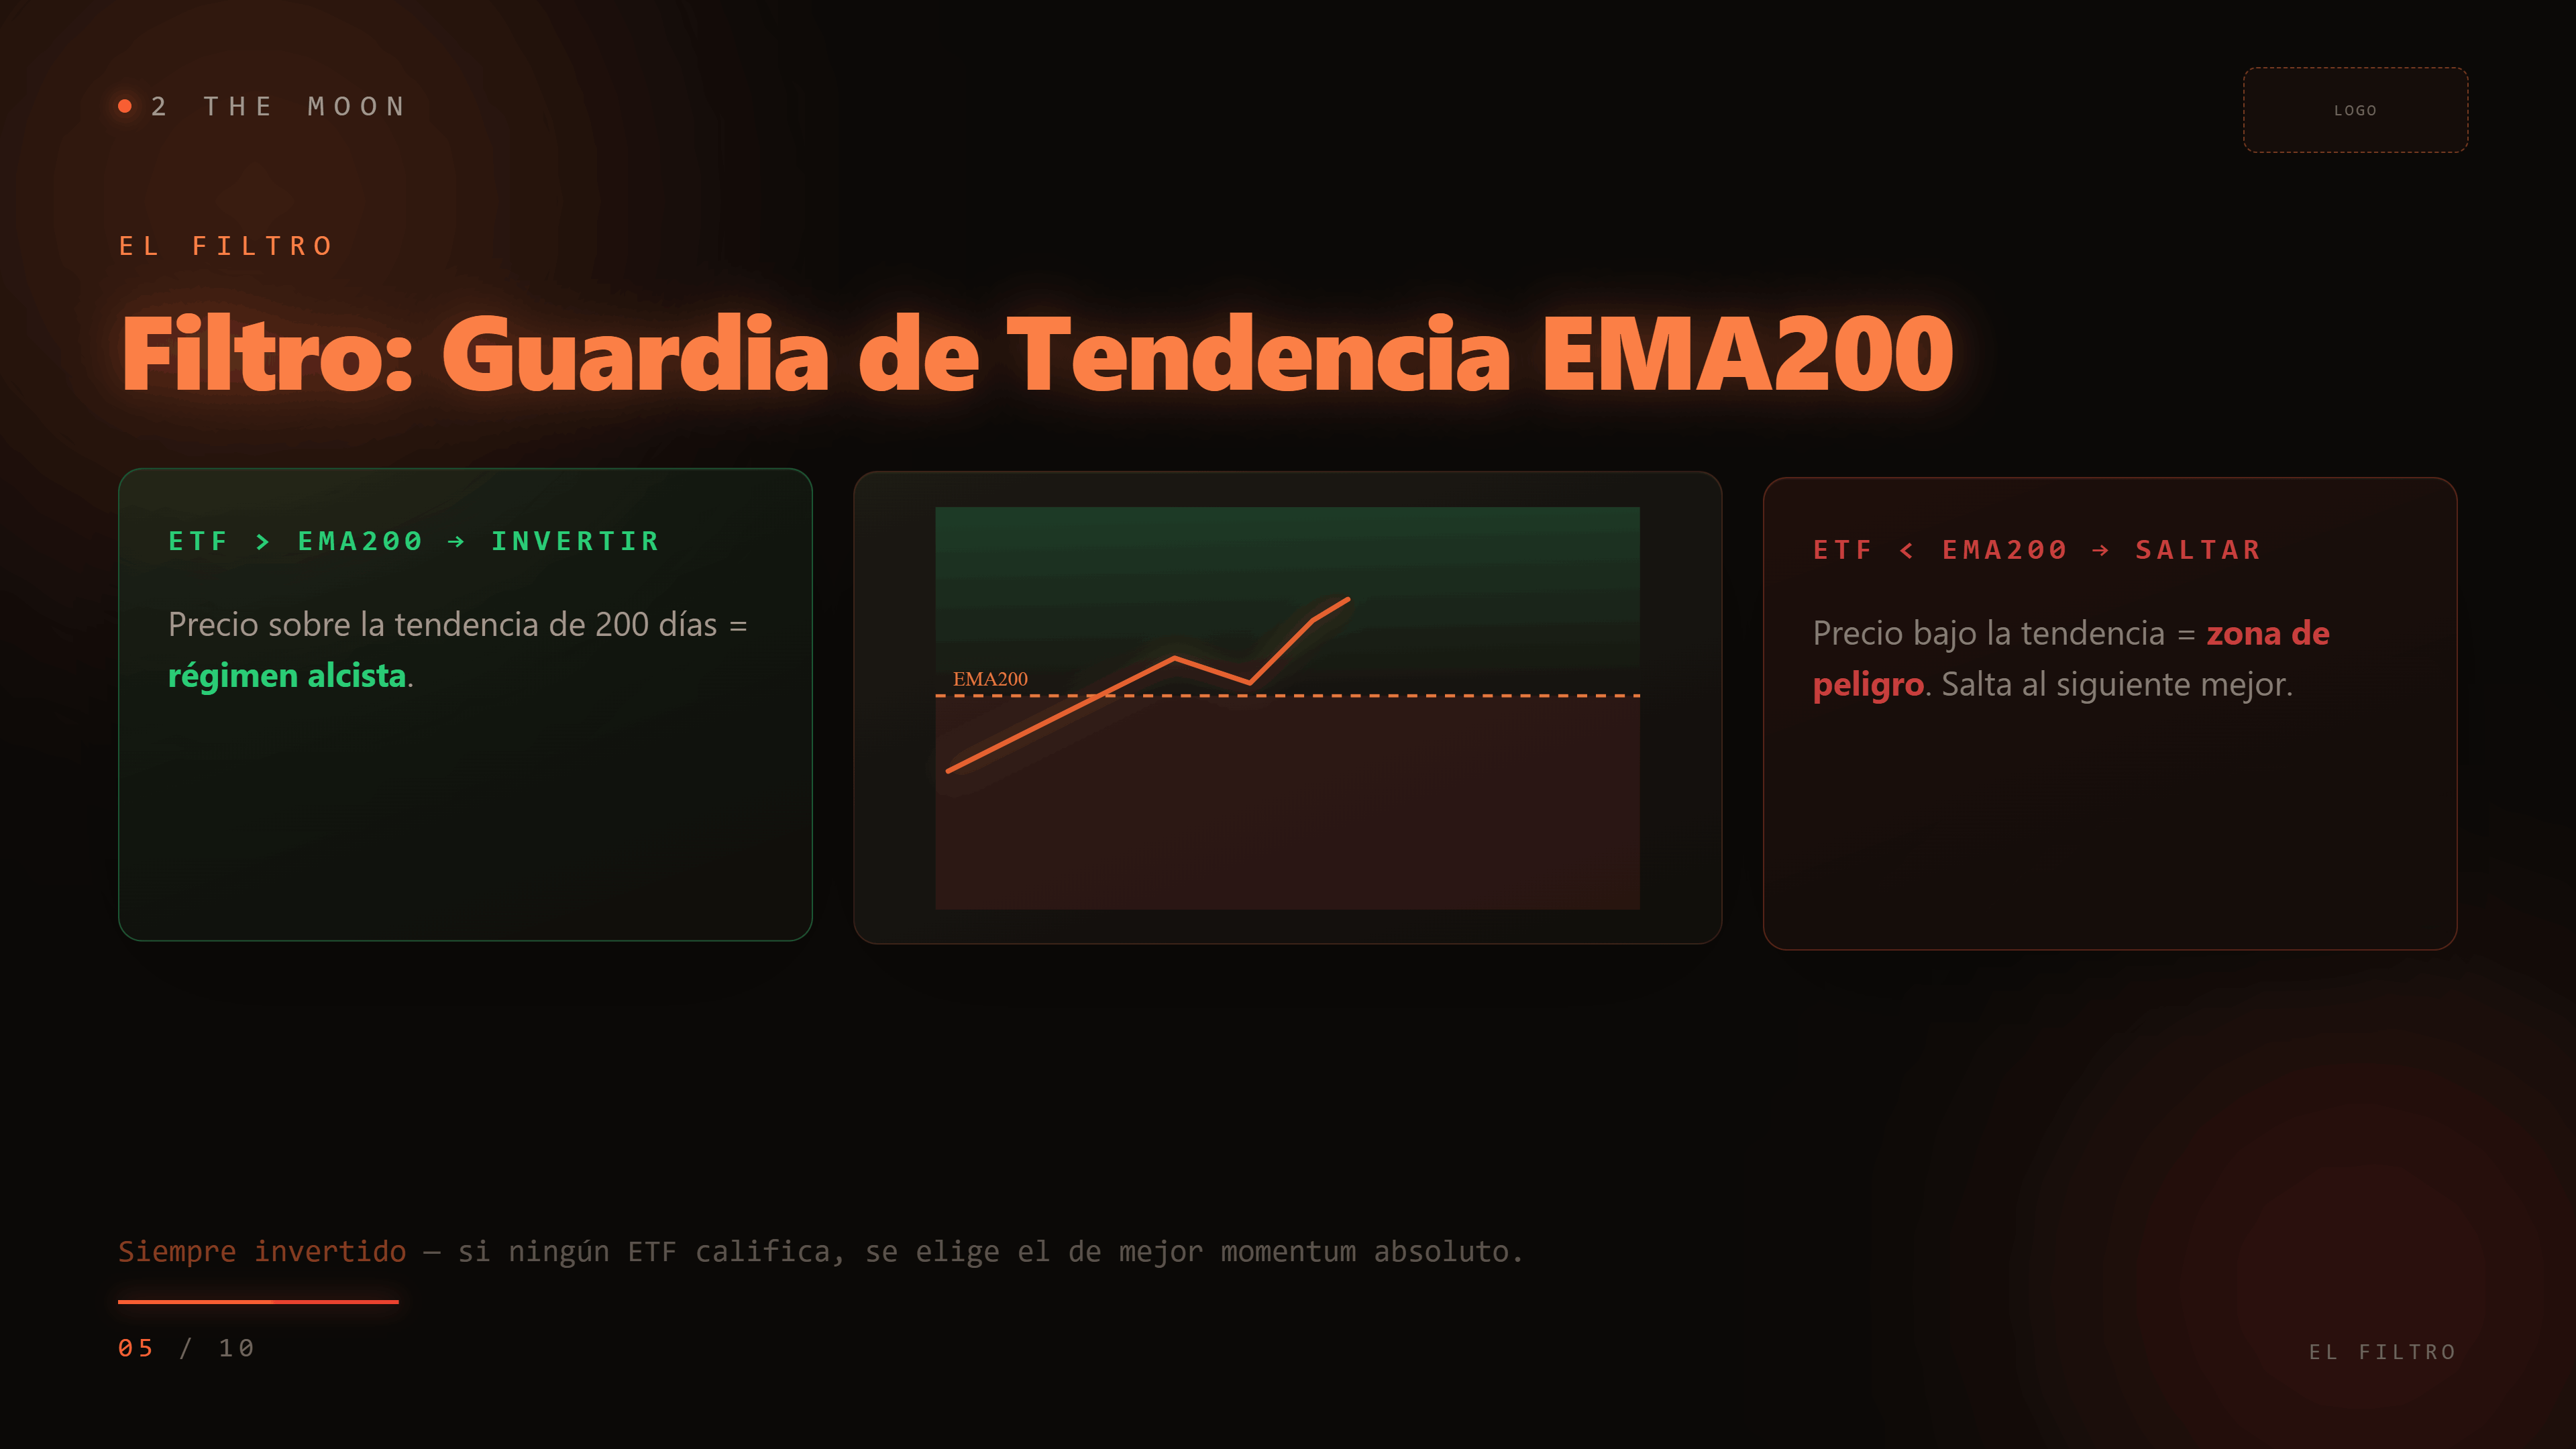 2 THE MOON
LOGO
EL FILTRO
Filtro: Guardia de Tendencia EMA200
ETF > EMA200 → INVERTIR
Precio sobre la tendencia de 200 días =
régimen alcista.
EMA200
ETF < EMA200 → SALTAR
Precio bajo la tendencia = zona de
peligro. Salta al siguiente mejor.
Siempre invertido — si ningún ETF califica, se elige el de mejor momentum absoluto.
05 / 10
EL FILTRO